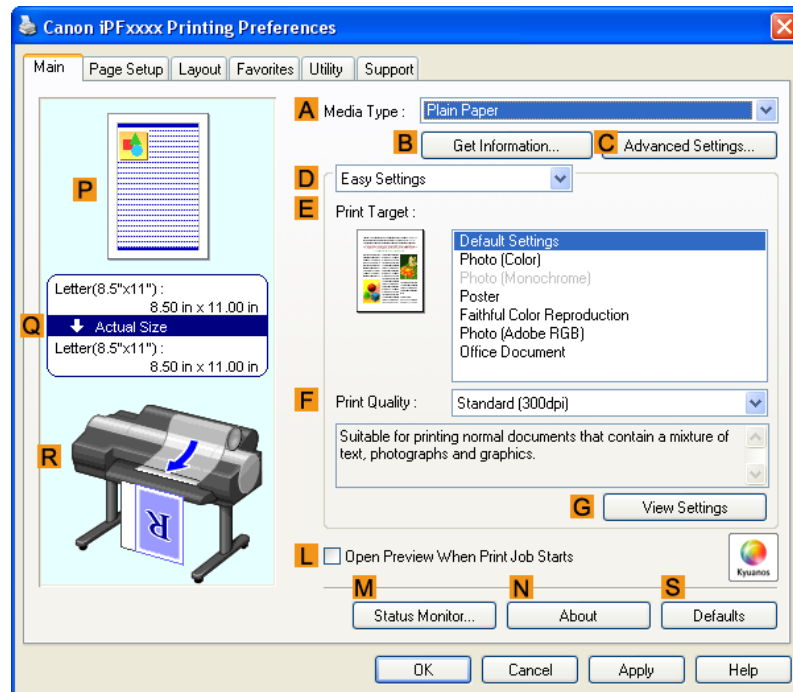 Canon iPFxxxx Printing Preferences
Main Page Setup Layout Favorites Utility Support
A Media Type : Plain Paper
B Get Information... C Advanced Settings...
D Easy Settings
E Print Target :
Default Settings
Photo (Color)
Photo (Monochrome)
Poster
Faithful Color Reproduction
Photo (Adobe RGB)
Office Document
P
Letter(8.5"x11") :
8.50 in x 11.00 in
Q Actual Size
Letter(8.5"x11") :
8.50 in x 11.00 in
R
R
F Print Quality : Standard (300dpi)
Suitable for printing normal documents that contain a mixture of
text, photographs and graphics.
G View Settings
L Open Preview When Print Job Starts
Kyuanos
M N S
Status Monitor... About Defaults
OK Cancel Apply Help